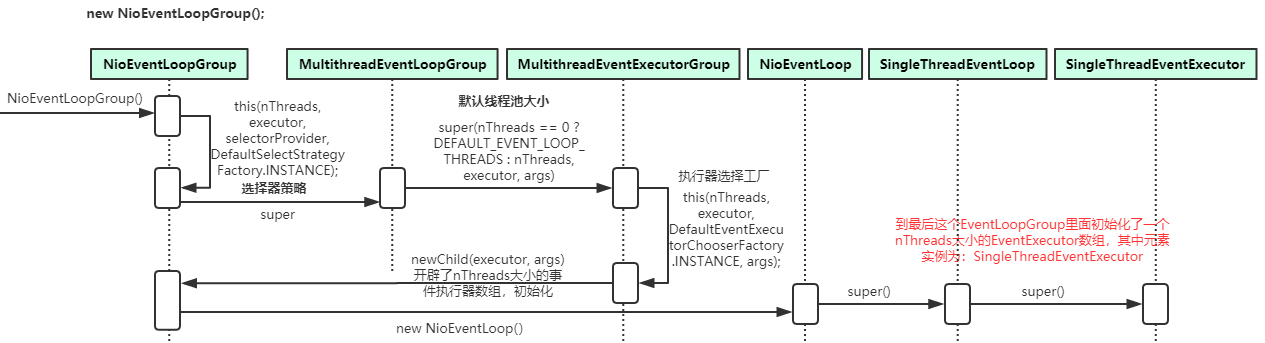 new NioEventLoopGroup();
NioEventLoopGroup
MultithreadEventLoopGroup
MultithreadEventExecutorGroup
NioEventLoop
SingleThreadEventLoop
SingleThreadEventExecutor
NioEventLoopGroup()
this(nThreads,
executor,
selectorProvider,
DefaultSelectStrategy
Factory.INSTANCE);
选择器策略
super
默认线程池大小
super(nThreads == 0 ?
DEFAULT_EVENT_LOOP_
THREADS : nThreads,
executor, args)
执行器选择工厂
this(nThreads,
executor,
DefaultEventExecu
torChooserFactory
.INSTANCE, args);
newChild(executor, args)
开辟了nThreads大小的事
件执行器数组，初始化
new NioEventLoop()
super()
super()
到最后这个EventLoopGroup里面初始化了一个
nThreads大小的EventExecutor数组，其中元素
实例为：SingleThreadEventExecutor